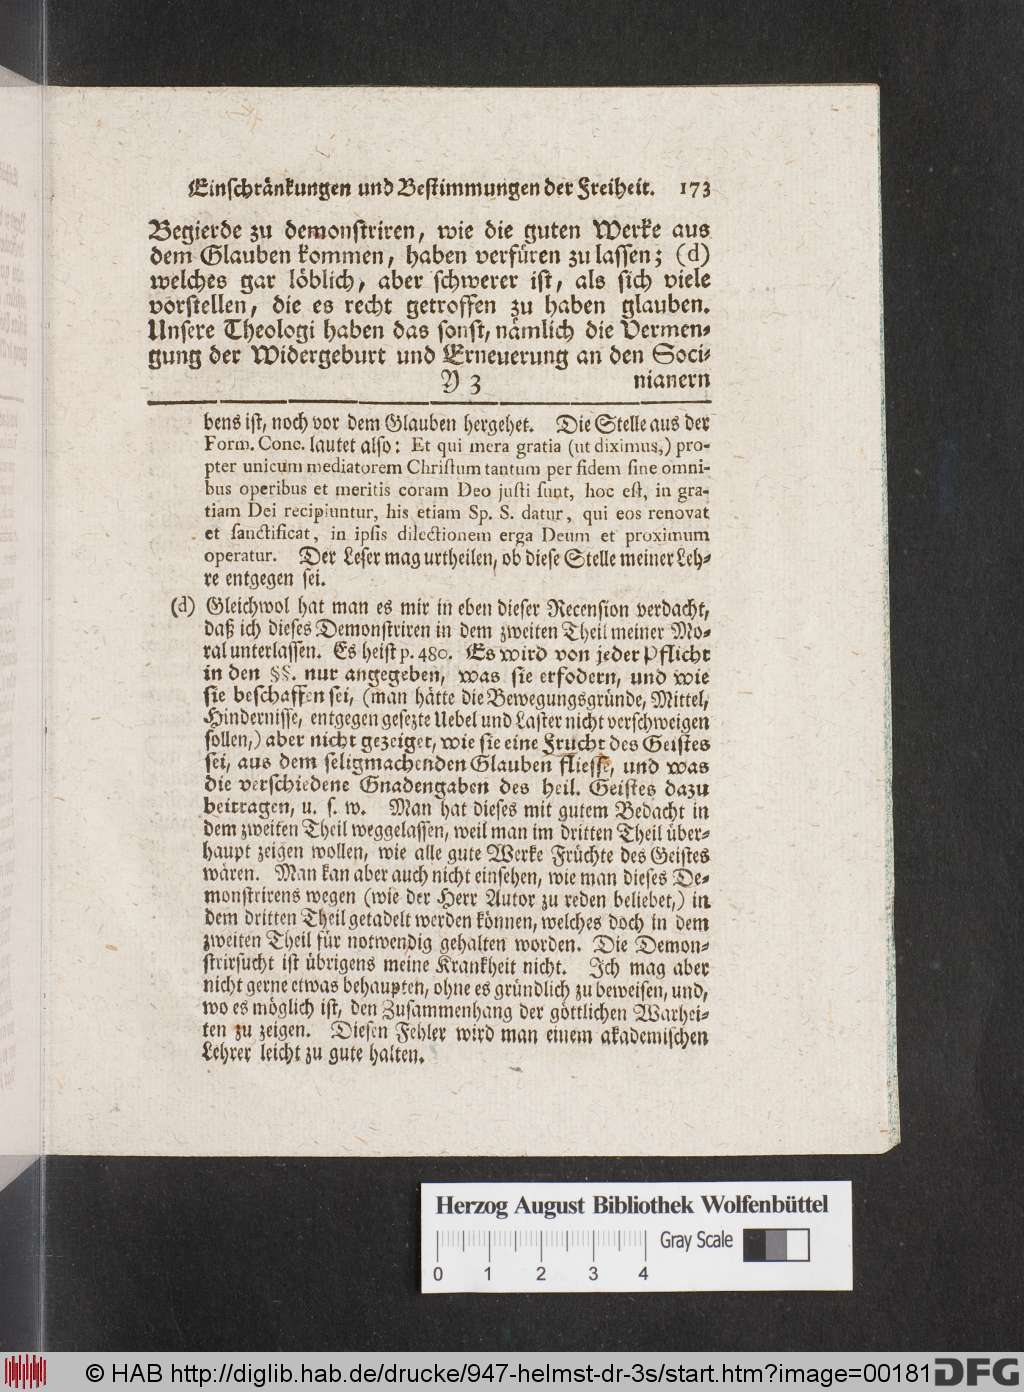 Einschränkungen und Bestimmungen der Freiheit. 173
Begierde zu demonstriren, wie die guten Werke aus
dem Glauben kommen, haben verfüren zu lassen; (d)
welches gar löblich, aber schwerer ist, als sich viele
vorstellen, die es recht getroffen zu haben glauben.
Unsere Theologi haben das sonst, nämlich die Vermen-
gung der Widergeburt und Erneuerung an den Soci-
Y 3 nianern
bens ist, noch vor dem Glauben hergehet. Die Stelle aus der
Form. Conc. lautet also: Et qui mera gratia (ut diximus,) pro-
pter unicum mediatorem Christum tantum per fidem sine omni-
bus operibus et meritis coram Deo justi sunt, hoc est, in gra-
tiam Dei recipiuntur, his etiam Sp. S. datur, qui eos renovat
et sanctificat, in ipsis dilectionem erga Deum et proximum
operatur. Der Leser mag urtheilen, ob diese Stelle meiner Leh-
re entgegen sei.
(d) Gleichwol hat man es mir in eben dieser Recension verdacht,
daß ich dieses Demonstriren in dem zweiten Theil meiner Mo-
ral unterlassen. Es heist p. 480. Es wird von jeder Pflicht
in den §§. nur angegeben, was sie erfodern, und wie
sie beschaffen sei, (man hätte die Bewegungsgründe, Mittel,
Hindernisse, entgegen gesezte Uebel und Laster nicht verschweigen
sollen,) aber nicht gezeiget, wie sie eine Frucht des Geistes
sei, aus dem seligmachenden Glauben fliesse, und was
die verschiedene Gnadengaben des heil. Geistes dazu
beitragen, u. s. w. Man hat dieses mit gutem Bedacht in
dem zweiten Theil weggelassen, weil man im dritten Theil über-
haupt zeigen wollen, wie alle gute Werke Früchte des Geistes
wären. Man kan aber auch nicht einsehen, wie man dieses De-
monstrirens wegen (wie der Herr Autor zu reden beliebet,) in
dem dritten Theil getadelt werden können, welches doch in dem
zweiten Theil für notwendig gehalten worden. Die Demon-
strirsucht ist übrigens meine Krankheit nicht. Ich mag aber
nicht gerne etwas behaupten, ohne es gründlich zu beweisen, und,
wo es möglich ist, den Zusammenhang der göttlichen Warhei-
ten zu zeigen. Diesen Fehler wird man einem akademischen
Lehrer leicht zu gute halten.
Herzog August Bibliothek Wolfenbüttel
Gray Scale
0 1 2 3 4
© HAB http://diglib.hab.de/drucke/947-helmst-dr-3s/start.htm?image=00181
DFG